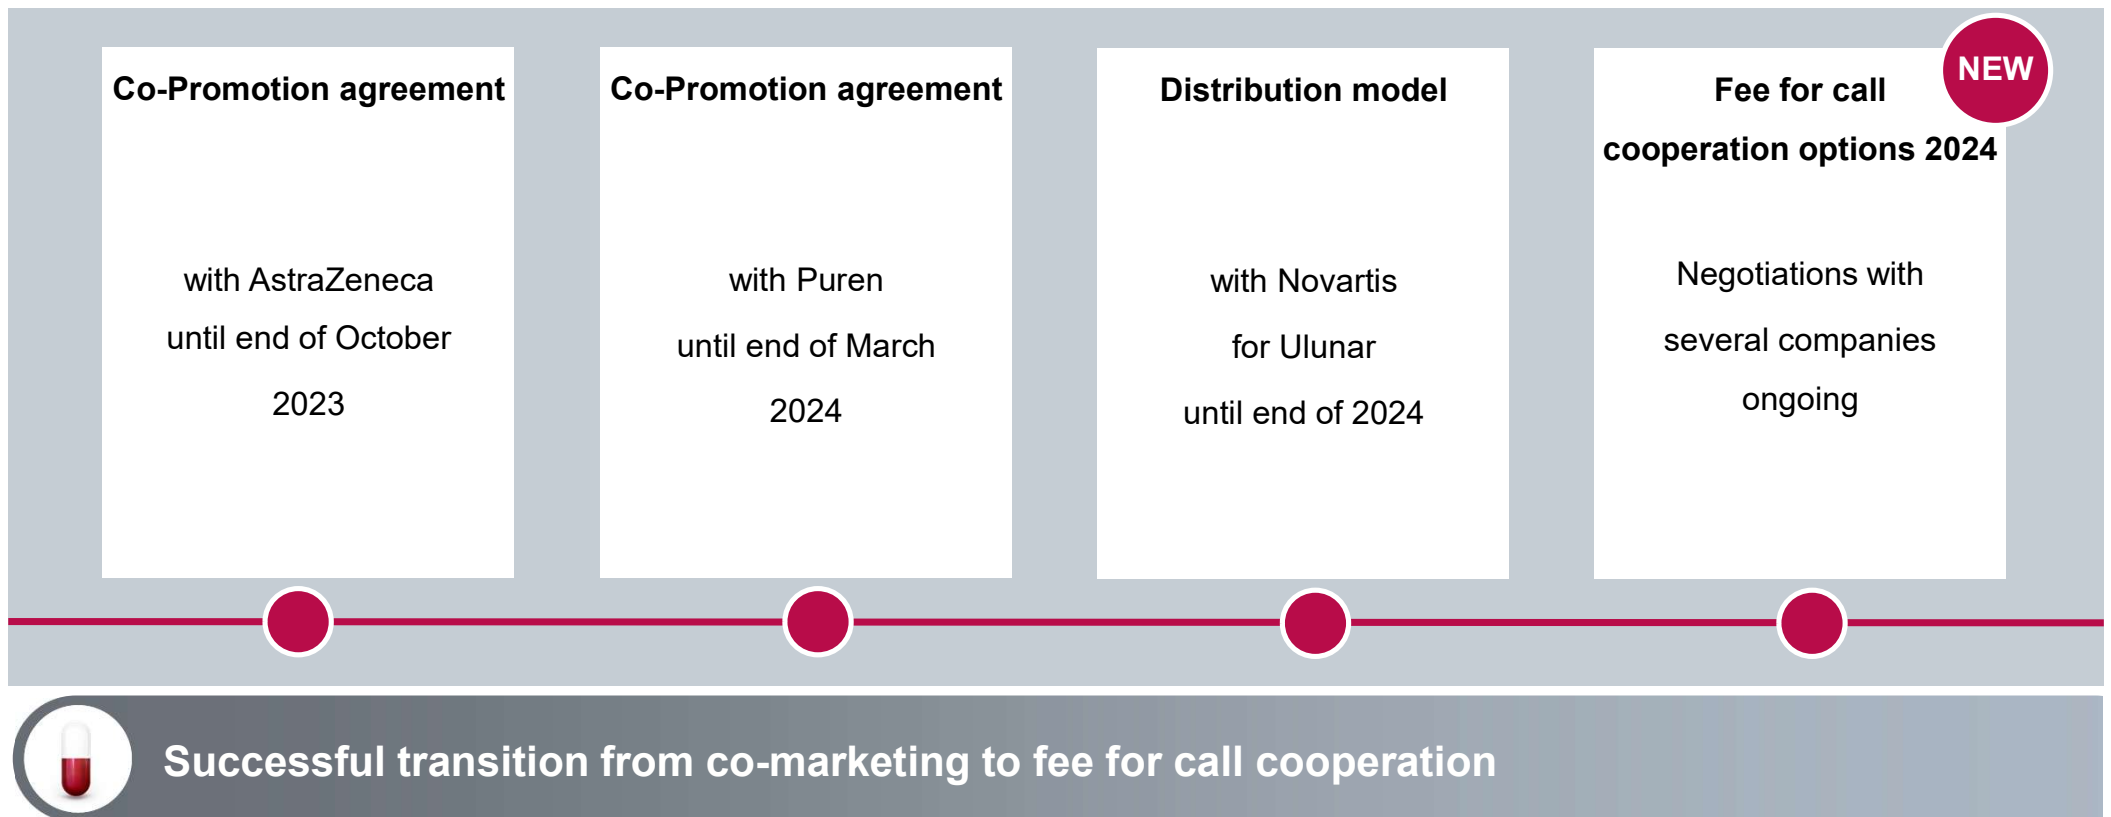 Co-Promotion agreement
with AstraZeneca
until end of October
2023
Co-Promotion agreement
with Puren
until end of March
2024
Distribution model
with Novartis
for Ulunar
until end of 2024
NEW
Fee for call
cooperation options 2024
Negotiations with
several companies
ongoing
Successful transition from co-marketing to fee for call cooperation